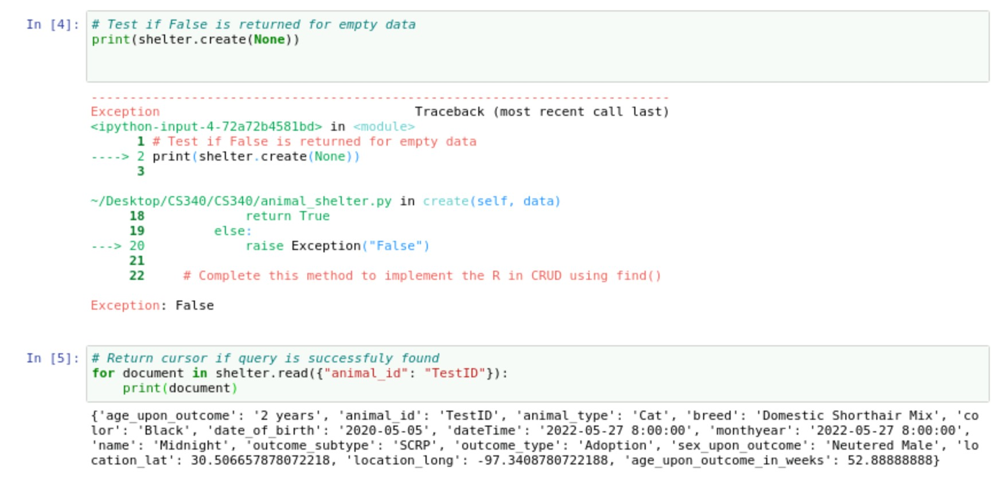 In [4]: # Test if False is returned for empty data
print(shelter.create(None))
---------------------------------------------------------------------------
Exception                                 Traceback (most recent call last)
<ipython-input-4-72a72b4581bd> in <module>
      1 # Test if False is returned for empty data
----> 2 print(shelter.create(None))
      3
~/Desktop/CS340/CS340/animal_shelter.py in create(self, data)
     18             return True
     19         else:
---> 20             raise Exception("False")
     21
     22     # Complete this method to implement the R in CRUD using find()
Exception: False
In [5]: # Return cursor if query is successfuly found
for document in shelter.read({"animal_id": "TestID"}):
    print(document)
{'age_upon_outcome': '2 years', 'animal_id': 'TestID', 'animal_type': 'Cat', 'breed': 'Domestic Shorthair Mix', 'co
lor': 'Black', 'date_of_birth': '2020-05-05', 'dateTime': '2022-05-27 8:00:00', 'monthyear': '2022-05-27 8:00:00',
'name': 'Midnight', 'outcome_subtype': 'SCRP', 'outcome_type': 'Adoption', 'sex_upon_outcome': 'Neutered Male', 'lo
cation_lat': 30.506657878072218, 'location_long': -97.3408780722188, 'age_upon_outcome_in_weeks': 52.88888888}